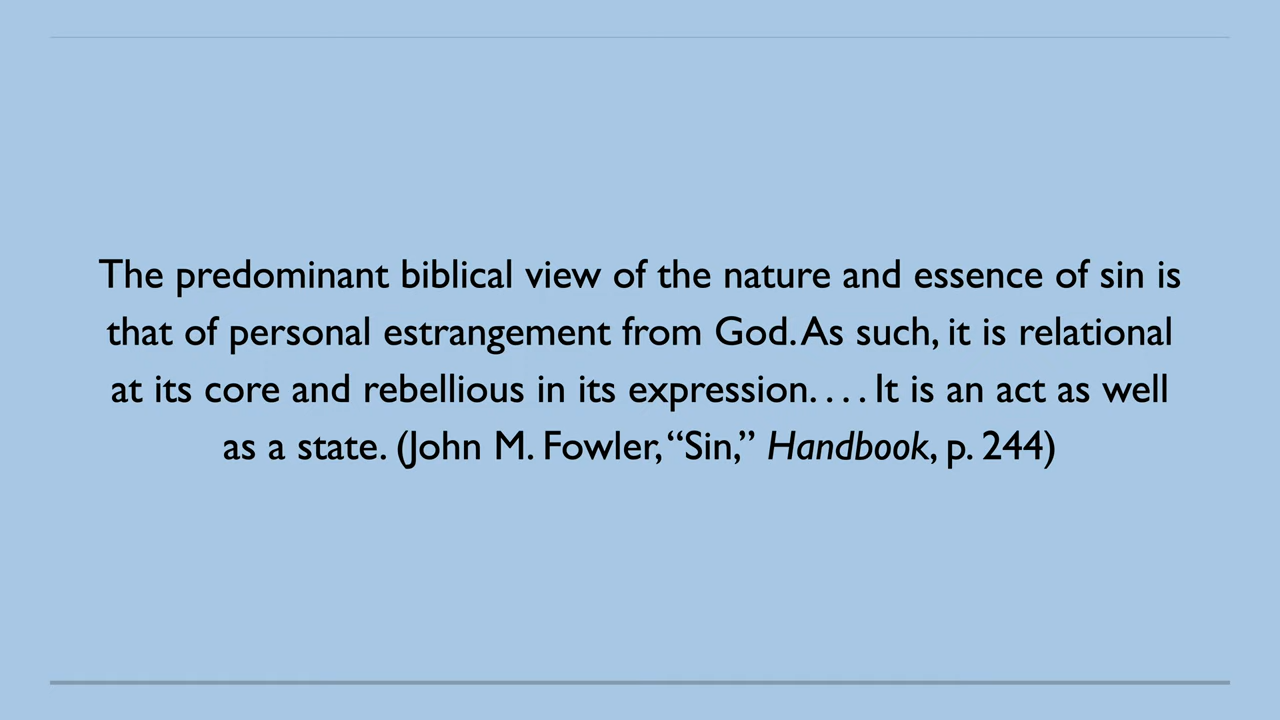 The predominant biblical view of the nature and essence of sin is
that of personal estrangement from God. As such, it is relational
at its core and rebellious in its expression. . . . It is an act as well
as a state. (John M. Fowler, “Sin,” Handbook, p. 244)